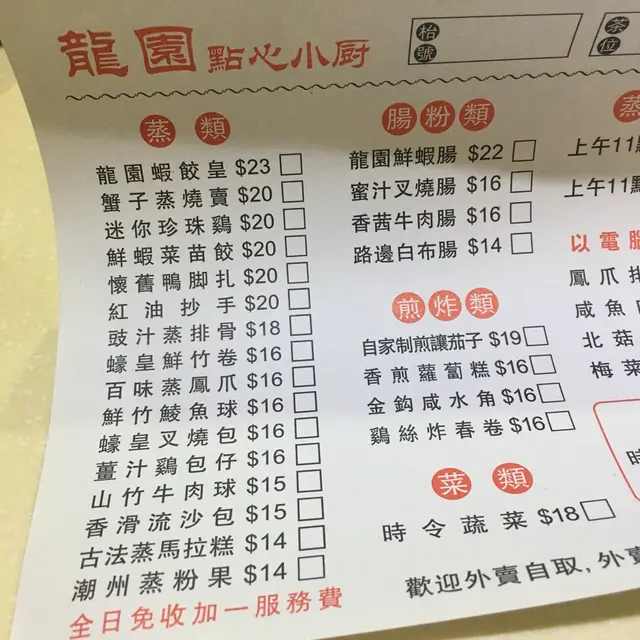 龍園 點心小厨
枱號
茶位
蒸類
龍園蝦餃皇 $23
蟹子蒸燒賣 $20
迷你珍珠鷄 $20
鮮蝦菜苗餃 $20
懷舊鴨脚扎 $20
紅油抄手 $20
豉汁蒸排骨 $18
蠔皇鮮竹卷 $16
百味蒸鳳爪 $16
鮮竹鯪魚球 $16
蠔皇叉燒包 $16
薑汁鷄包仔 $16
山竹牛肉球 $15
香滑流沙包 $15
古法蒸馬拉糕 $14
潮州蒸粉果 $14
全日免收加一服務費
腸粉類
龍園鮮蝦腸 $22
蜜汁叉燒腸 $16
香茜牛肉腸 $16
路邊白布腸 $14
煎炸類
自家制煎讓茄子 $19
香煎蘿蔔糕 $16
金鈎咸水角 $16
鷄絲炸春卷 $16
菜類
時令蔬菜 $18
歡迎外賣自取,外賣
蒸
上午11點
上午11點
以電腦
鳳爪排
咸魚
北菇
梅菜
時